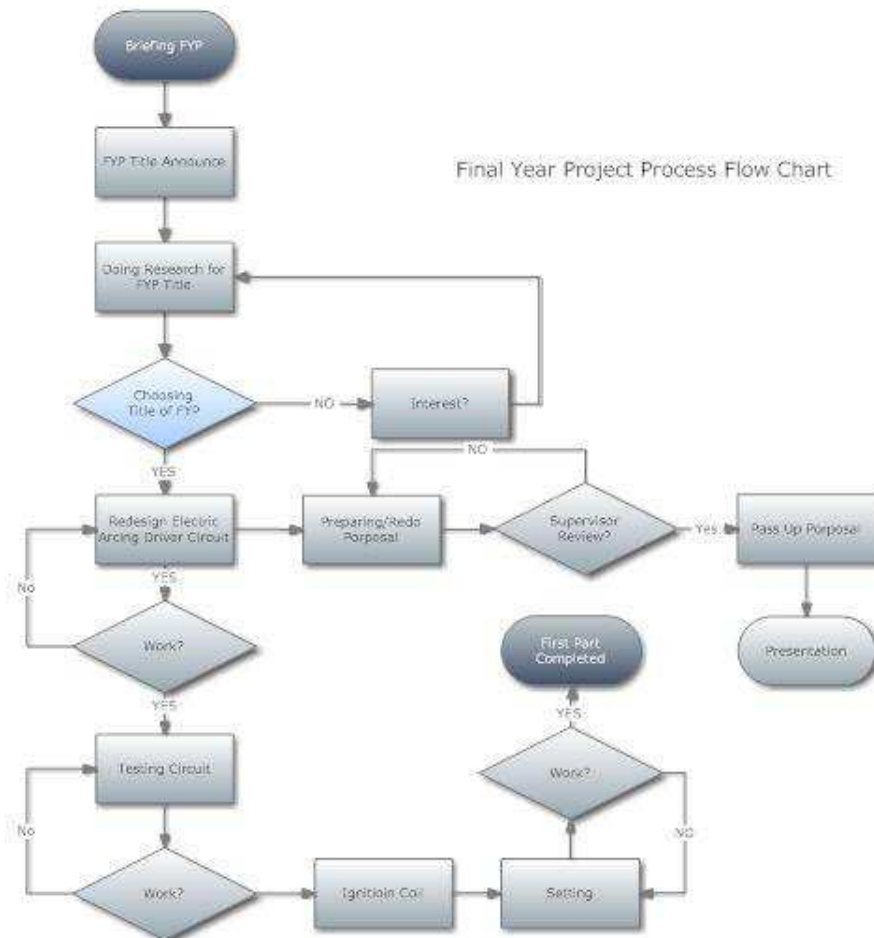 Briefing FYP
FYP Title Announce
Final Year Project Process Flow Chart
Doing Research for
FYP Title
Choosing
Title of FYP
NO
Interest?
YES
NO
Redesign Electric
Arcing Driver Circuit
Preparing/Redo
Porposal
Supervisor
Review?
Yes
Pass Up Porposal
YES
No
Work?
First Part
Completed
Presentation
YES
YES
Testing Circuit
Work?
No
NO
Work?
Ignitioin Coil
Setting